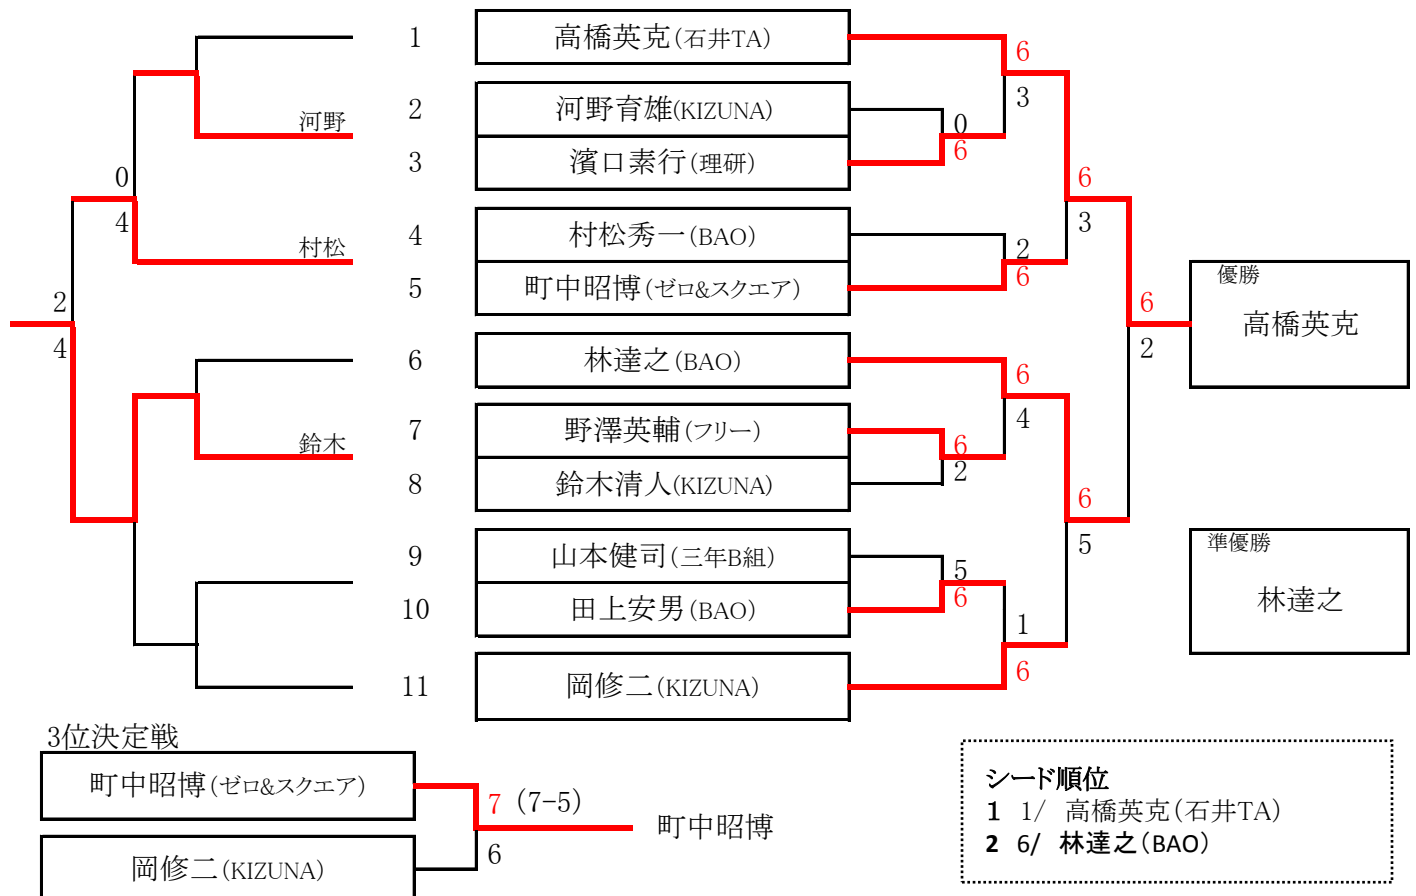 1 高橋英克(石井TA) 6
河野 2 河野育雄(KIZUNA) 3
0
3 濱口素行(理研) 6
0 6
4 3
村松 4 村松秀一(BAO) 2
5 町中昭博(ゼロ&スクエア) 6
優勝
2 6
高橋英克
4 2
6 林達之(BAO) 6
4
鈴木 7 野澤英輔(フリー) 6
8 鈴木清人(KIZUNA) 2
6
5
準優勝
9 山本健司(三年B組) 5
10 田上安男(BAO) 6
林達之
1
11 岡修二(KIZUNA) 6
3位決定戦
町中昭博(ゼロ&スクエア)
7 (7-5)
町中昭博
6
岡修二(KIZUNA)
シード順位
1 1/ 高橋英克(石井TA)
2 6/ 林達之(BAO)